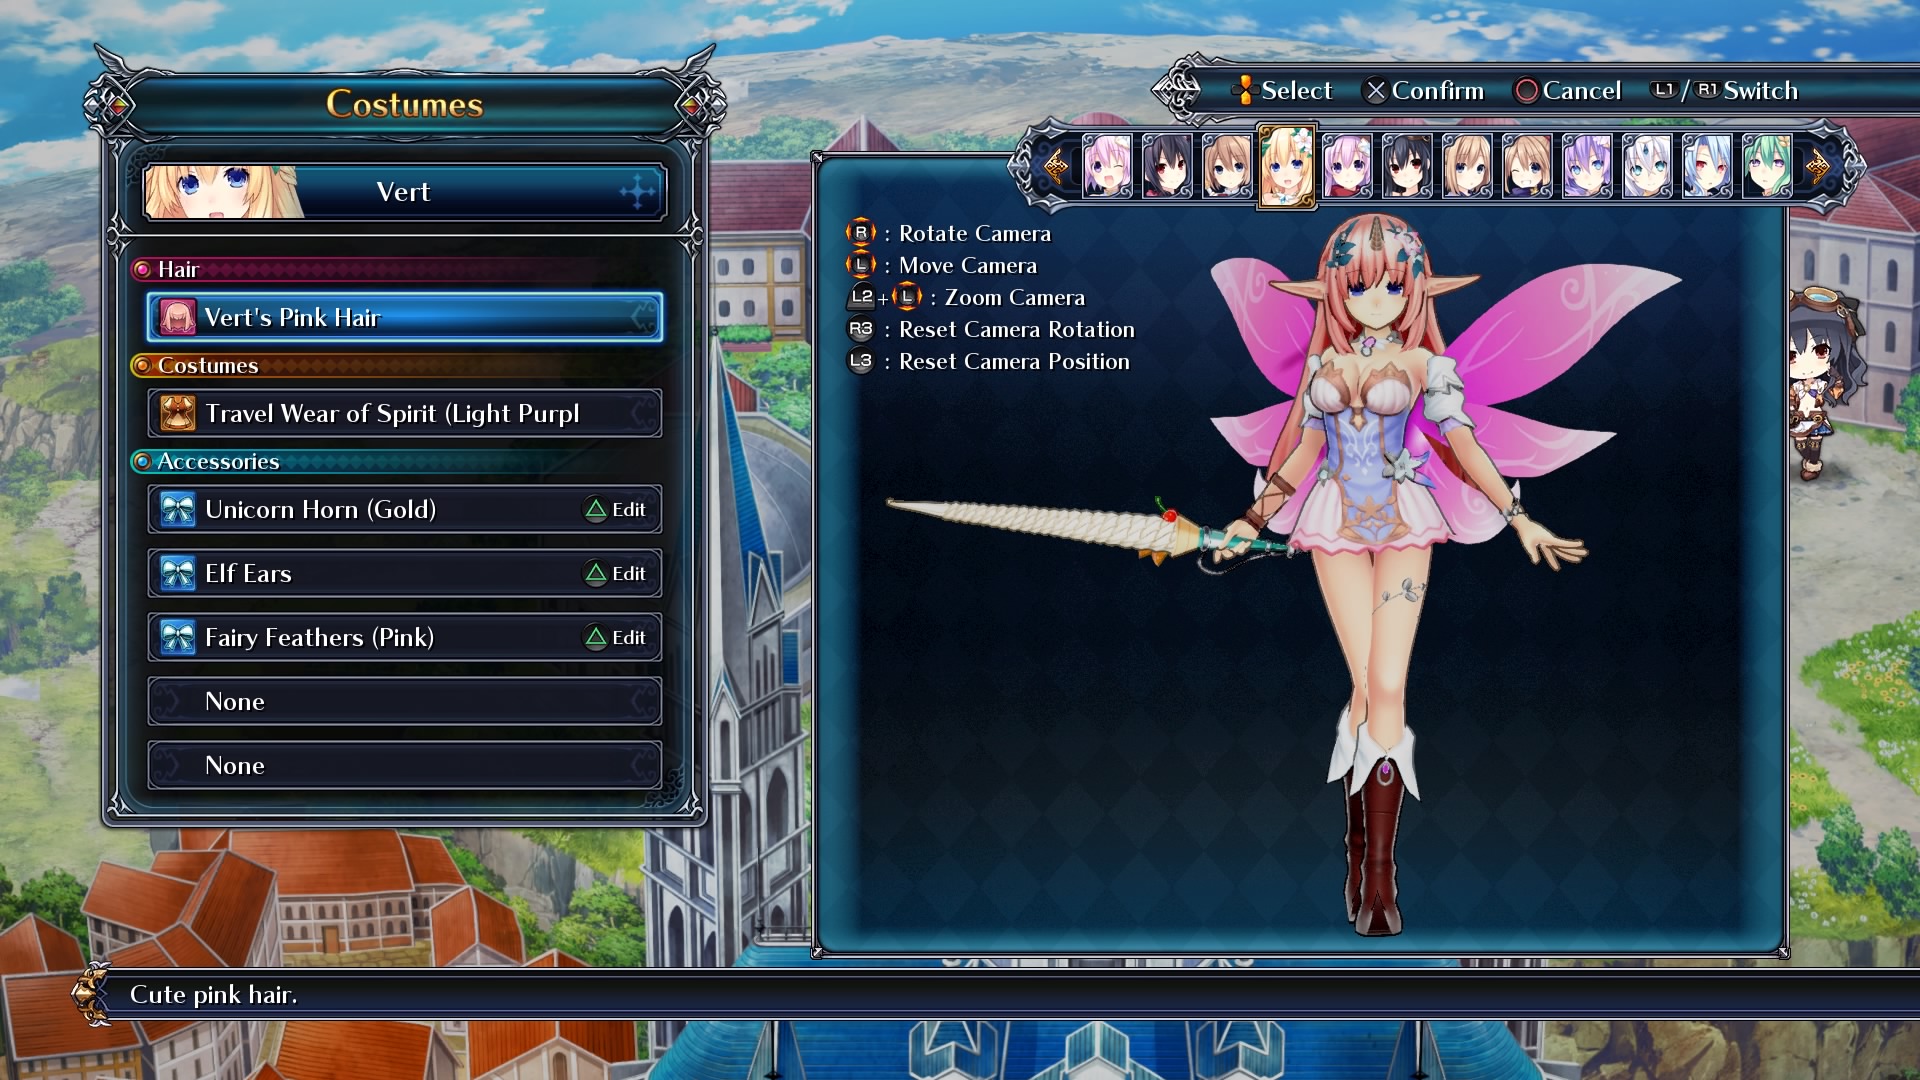 Costumes
Select Confirm Cancel L1/R1 Switch
Vert
Hair
Vert's Pink Hair
Costumes
Travel Wear of Spirit (Light Purpl
Accessories
Unicorn Horn (Gold) Edit
Elf Ears Edit
Fairy Feathers (Pink) Edit
None
None
R : Rotate Camera
L : Move Camera
L2+L : Zoom Camera
R3 : Reset Camera Rotation
L3 : Reset Camera Position
Cute pink hair.